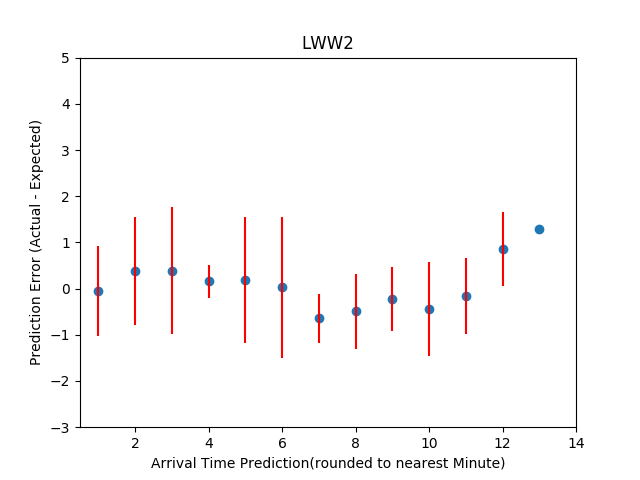 LWW2
Prediction Error (Actual - Expected)
5
4
3
2
1
0
−1
−2
−3
2 4 6 8 10 12 14
Arrival Time Prediction(rounded to nearest Minute)